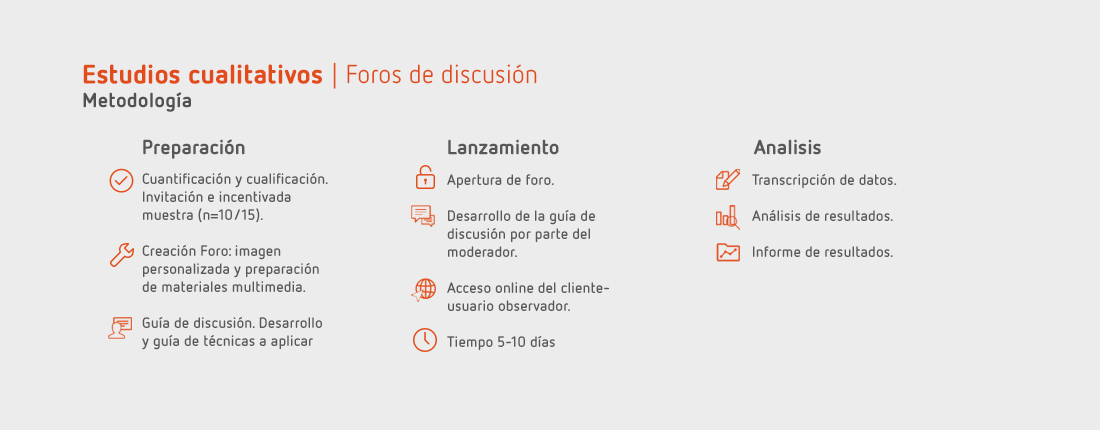 Estudios cualitativos | Foros de discusión
Metodología
Preparación
Cuantificación y cualificación.
Invitación e incentivada
muestra (n=10/15).
Creación Foro: imagen
personalizada y preparación
de materiales multimedia.
Guía de discusión. Desarrollo
y guía de técnicas a aplicar
Lanzamiento
Apertura de foro.
Desarrollo de la guía de
discusión por parte del
moderador.
Acceso online del cliente-
usuario observador.
Tiempo 5-10 días
Analisis
Transcripción de datos.
Análisis de resultados.
Informe de resultados.